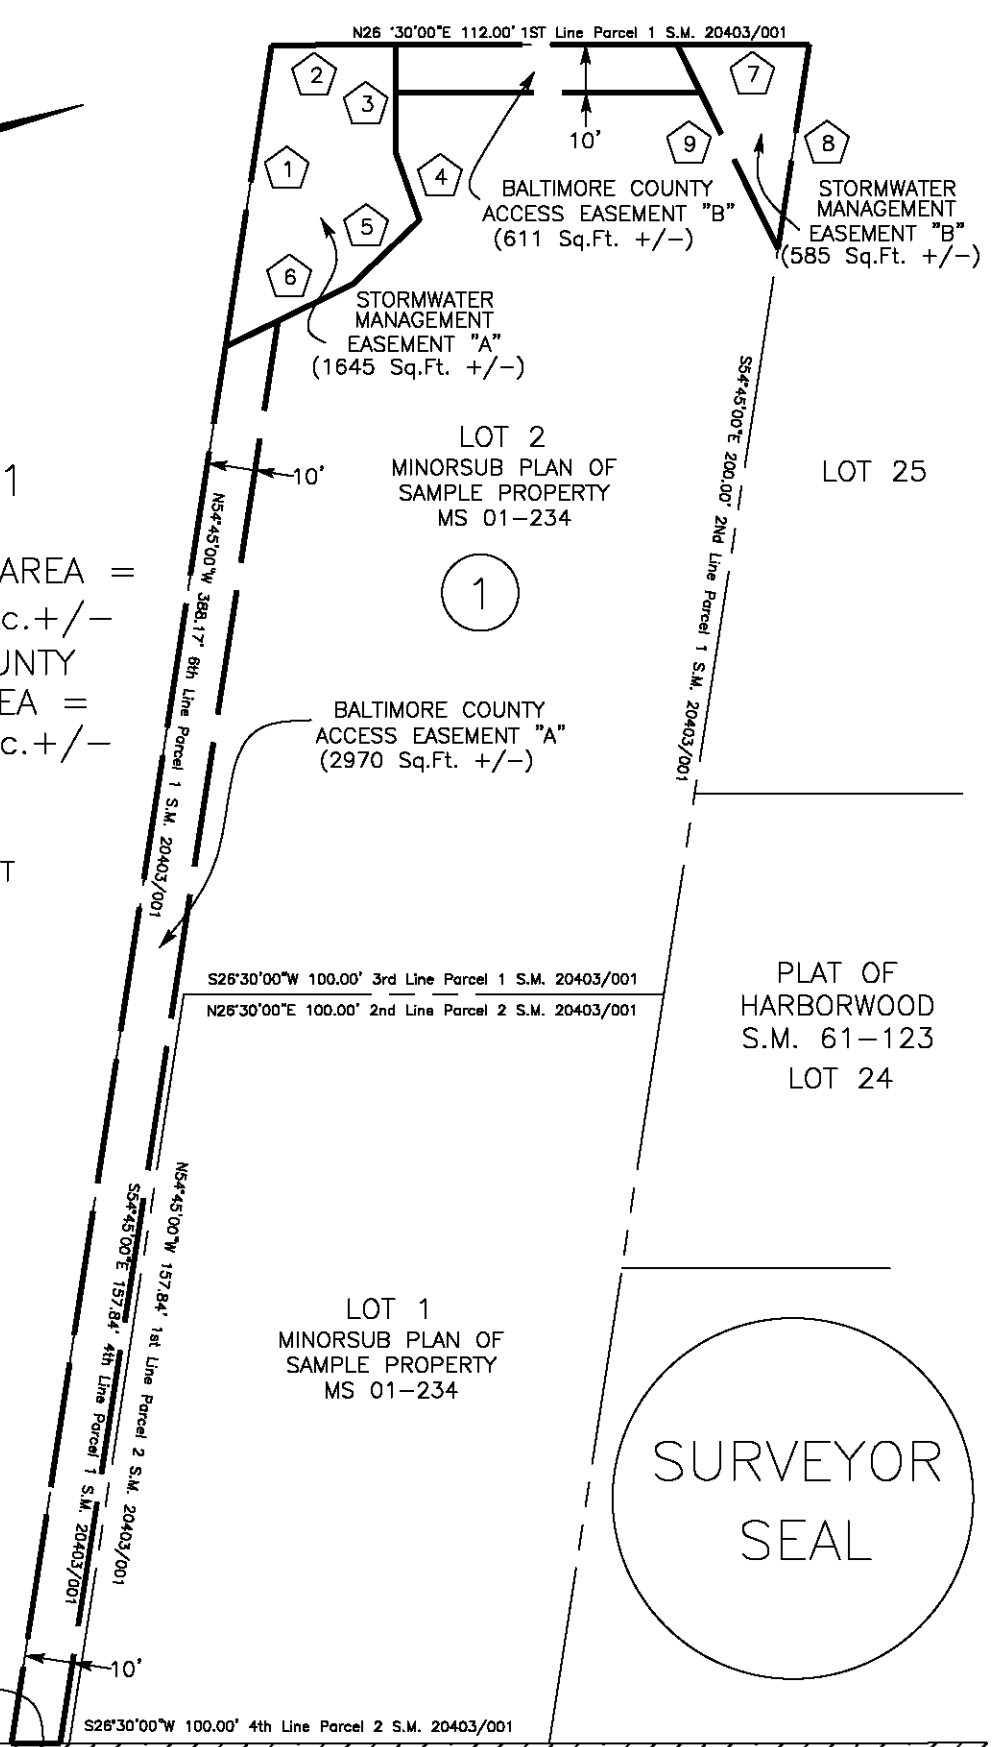 N26 °30'00"E 112.00' 1ST Line Parcel 1 S.M. 20403/001
2
7
3
10'
9
8
1
4
BALTIMORE COUNTY
ACCESS EASEMENT "B"
(611 Sq.Ft. +/-)
STORMWATER
MANAGEMENT
EASEMENT "B"
(585 Sq.Ft. +/-)
5
6
STORMWATER
MANAGEMENT
EASEMENT "A"
(1645 Sq.Ft. +/-)
S54°45'00"E 200.00' 2Nd Line Parcel 1 S.M. 20403/001
LOT 2
MINORSUB PLAN OF
SAMPLE PROPERTY
MS 01-234
LOT 25
1
10'
N54°45'00"W 388.17' 6th Line Parcel 1 S.M. 20403/001
AREA =
c.+/-
UNTY
EA =
c.+/-
1
BALTIMORE COUNTY
ACCESS EASEMENT "A"
(2970 Sq.Ft. +/-)
T
S26°30'00"W 100.00' 3rd Line Parcel 1 S.M. 20403/001
N26°30'00"E 100.00' 2nd Line Parcel 2 S.M. 20403/001
PLAT OF
HARBORWOOD
S.M. 61-123
LOT 24
N54°45'00"W 157.84' 1st Line Parcel 2 S.M. 20403/001
S54°45'00"E 157.84' 4th Line Parcel 1 S.M. 20403/001
LOT 1
MINORSUB PLAN OF
SAMPLE PROPERTY
MS 01-234
SURVEYOR
SEAL
10'
S26°30'00"W 100.00' 4th Line Parcel 2 S.M. 20403/001